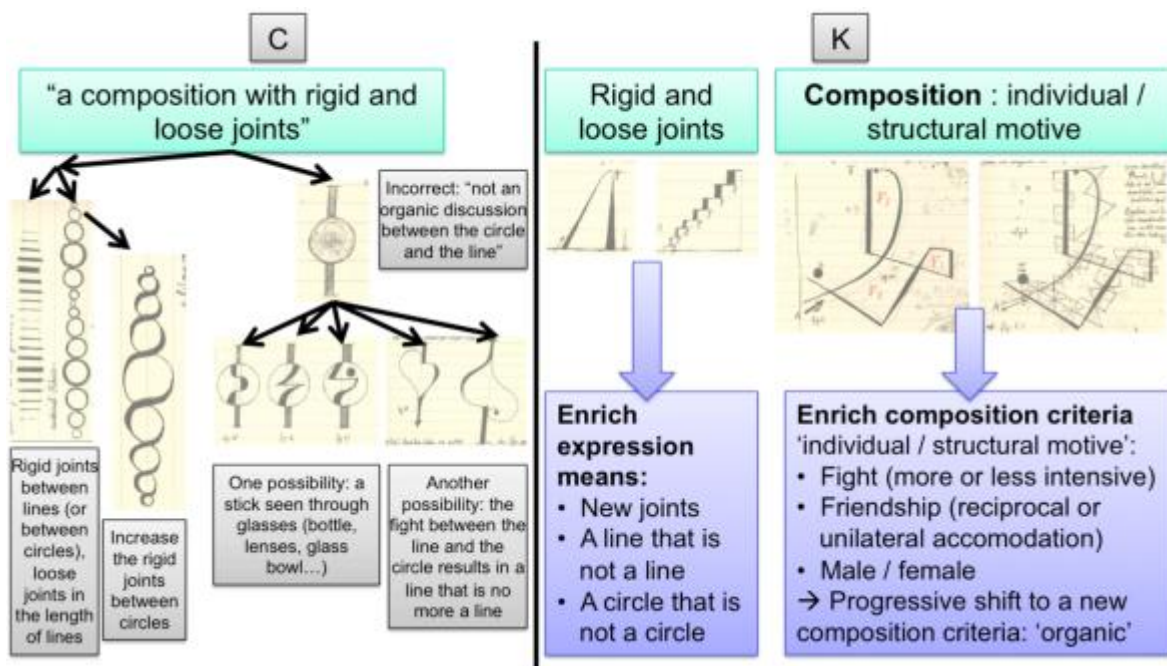 C
K
“a composition with rigid and
loose joints”
Rigid and
loose joints
Composition : individual /
structural motive
Incorrect: “not an
organic discussion
between the circle
and the line”
Rigid joints
between
lines (or
between
circles),
loose
joints in
the length
of lines
Increase
the rigid
joints
between
circles
One possibility: a
stick seen through
glasses (bottle,
lenses, glass
bowl…)
Another
possibility: the
fight between the
line and the
circle results in a
line that is no
more a line
Enrich
expression
means:
• New joints
• A line that is
not a line
• A circle that is
not a circle
Enrich composition criteria
‘individual / structural motive’:
• Fight (more or less intensive)
• Friendship (reciprocal or
unilateral accomodation)
• Male / female
→ Progressive shift to a new
composition criteria: ‘organic’